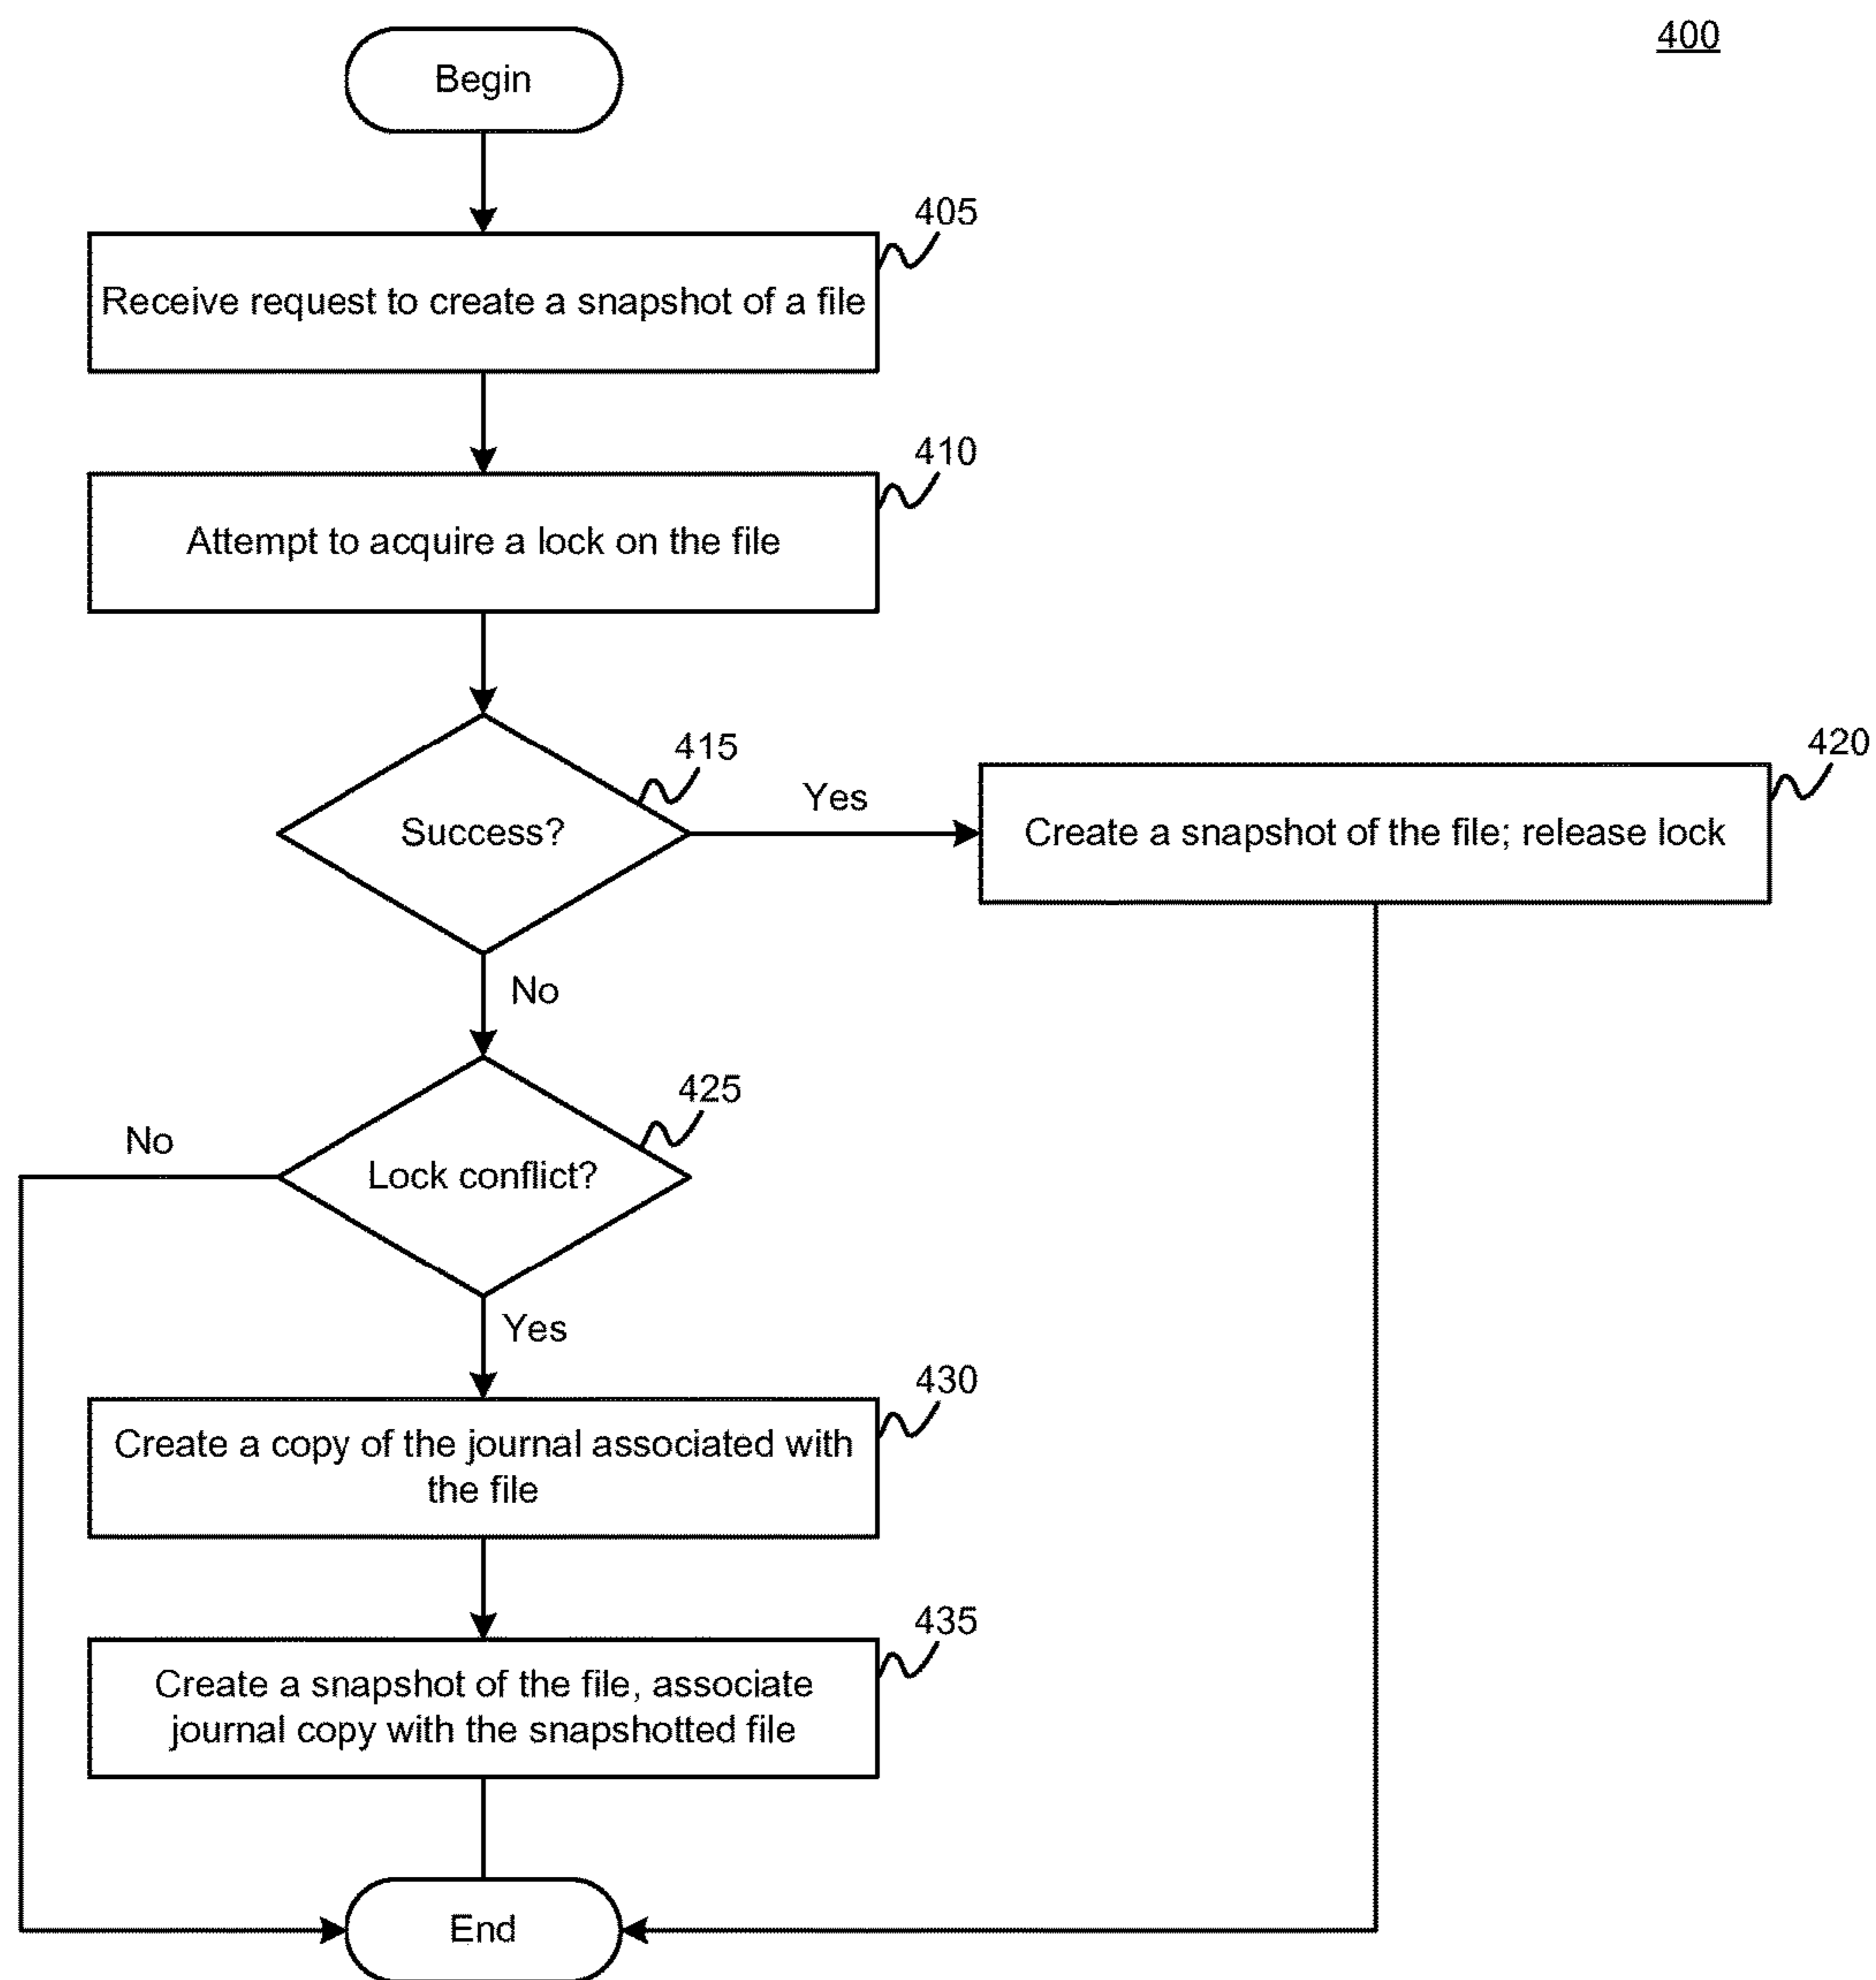 400
Begin
405
Receive request to create a snapshot of a file
410
Attempt to acquire a lock on the file
415
Success?
Yes
420
Create a snapshot of the file; release lock
No
425
Lock conflict?
No
Yes
430
Create a copy of the journal associated with
the file
435
Create a snapshot of the file, associate
journal copy with the snapshotted file
End